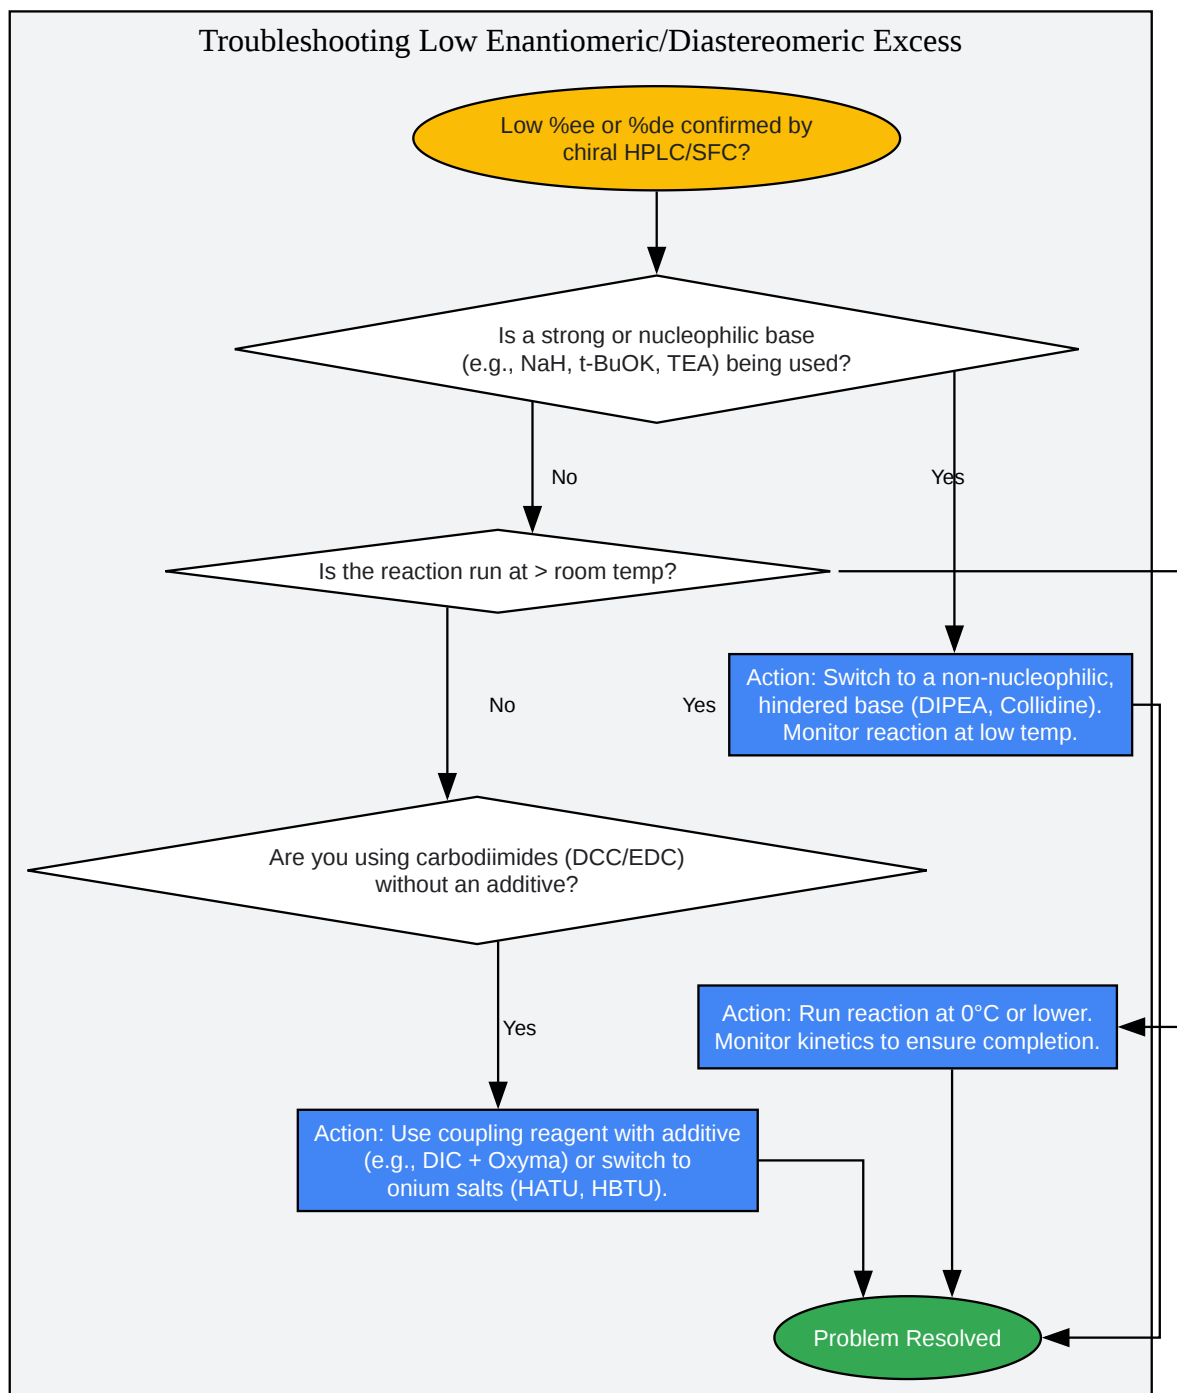 Troubleshooting Low Enantiomeric/Diastereomeric Excess
Low %ee or %de confirmed by
chiral HPLC/SFC?
Is a strong or nucleophilic base
(e.g., NaH, t-BuOK, TEA) being used?
No
Yes
Is the reaction run at > room temp?
Action: Switch to a non-nucleophilic,
hindered base (DIPEA, Collidine).
Monitor reaction at low temp.
No
Yes
Are you using carbodiimides (DCC/EDC)
without an additive?
Yes
Action: Run reaction at 0°C or lower.
Monitor kinetics to ensure completion.
Action: Use coupling reagent with additive
(e.g., DIC + Oxyma) or switch to
onium salts (HATU, HBTU).
Problem Resolved